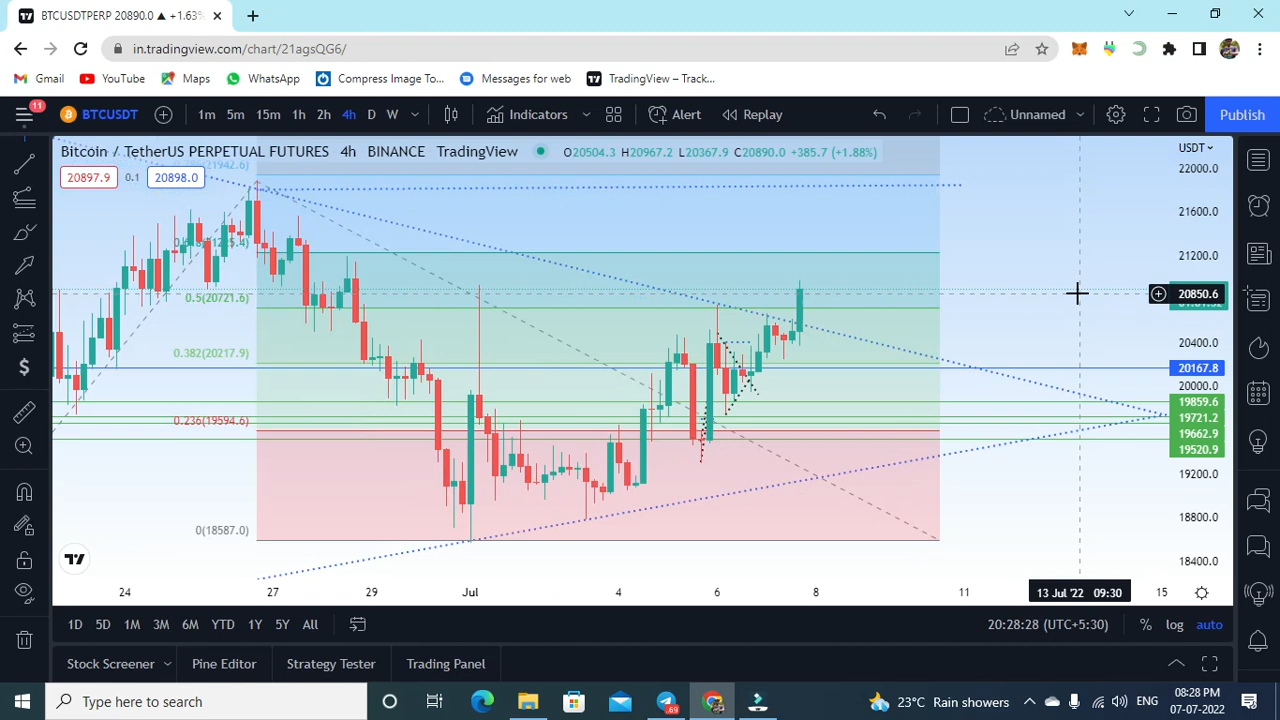 BTCUSDTPERP 20890.0 ▲ +1.63%
in.tradingview.com/chart/21agsQG6/
Gmail YouTube Maps WhatsApp Compress Image To... Messages for web TradingView – Track...
11
BTCUSDT 1m 5m 15m 1h 2h 4h D W Indicators Alert Replay Unnamed Publish
Bitcoin / TetherUS PERPETUAL FUTURES 4h BINANCE TradingView O20504.3 H20967.2 L20367.9 C20890.0 +385.7 (+1.88%)
USDT
20897.9 0.1 20898.0
22000.0
21600.0
21200.0
0.5(20721.6)
20850.6
0.382(20217.9)
20400.0
20167.8
20000.0
19859.6
0.236(19594.6)
19721.2
19662.9
19520.9
19200.0
18800.0
0(18587.0)
18400.0
24 27 29 Jul 4 6 8 11 13 Jul '22 09:30 15
1D 5D 1M 3M 6M YTD 1Y 5Y All 20:28:28 (UTC+5:30) % log auto
Stock Screener Pine Editor Strategy Tester Trading Panel
Type here to search
69
23°C Rain showers
ENG
08:28 PM
07-07-2022